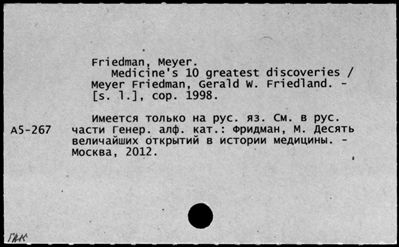 Friedman, Meyer.
Medicine's 10 greatest discoveries /
Meyer Friedman, Gerald W. Friedland. -
[s. l.], cop. 1998.
Имеется только на рус. яз. См. в рус.
А5-267 части Генер. алф. кат.: Фридман, М. Десять
величайших открытий в истории медицины. -
Москва, 2012.